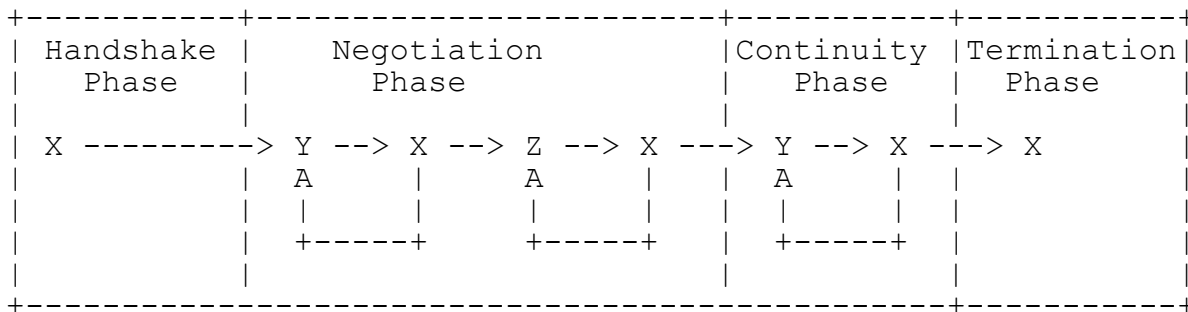 +-----------+------------------------+-----------+-----------+
| Handshake |    Negotiation         |Continuity |Termination|
|   Phase   |      Phase             |    Phase  |  Phase    |
|           |                        |           |           |
| X ---------> Y --> X --> Z --> X ---> Y --> X ---> X       |
|           |  A     |     A     |   |  A     |  |           |
|           |  |     |     |     |   |  |     |  |           |
|           |  +-----+     +-----+   |  +-----+  |           |
|           |                        |           |           |
+------------------------------------------------+-----------+